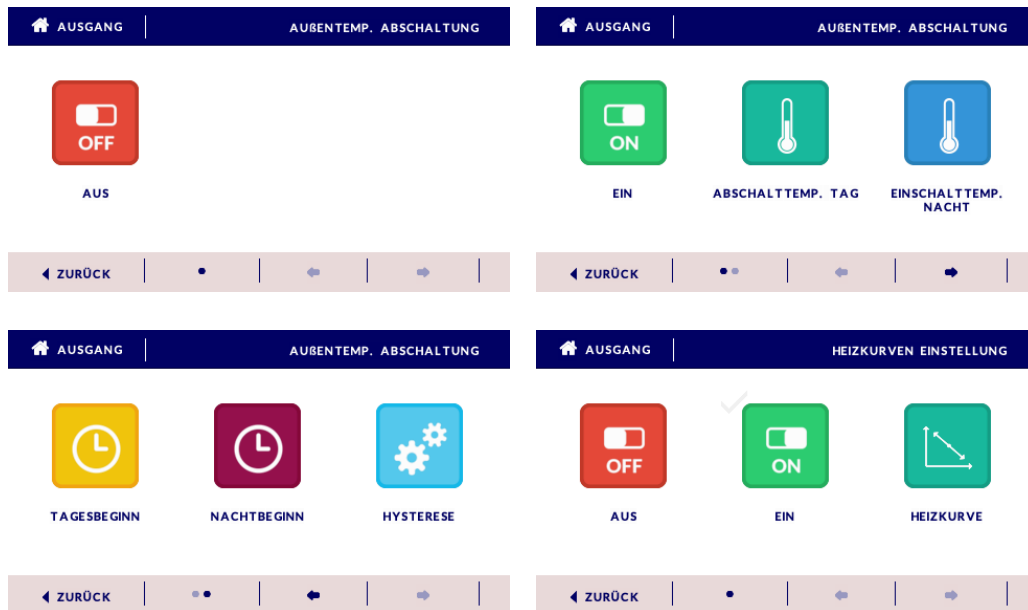 AUSGANG
AUßENTEMP. ABSCHALTUNG
OFF
AUS
ZURÜCK
AUSGANG
AUßENTEMP. ABSCHALTUNG
ON
EIN
ABSCHALTTEMP. TAG
EINSCHALTTEMP.
NACHT
ZURÜCK
AUSGANG
AUßENTEMP. ABSCHALTUNG
TAGESBEGINN
NACHTBEGINN
HYSTERESE
ZURÜCK
AUSGANG
HEIZKURVEN EINSTELLUNG
OFF
ON
AUS
EIN
HEIZKURVE
ZURÜCK